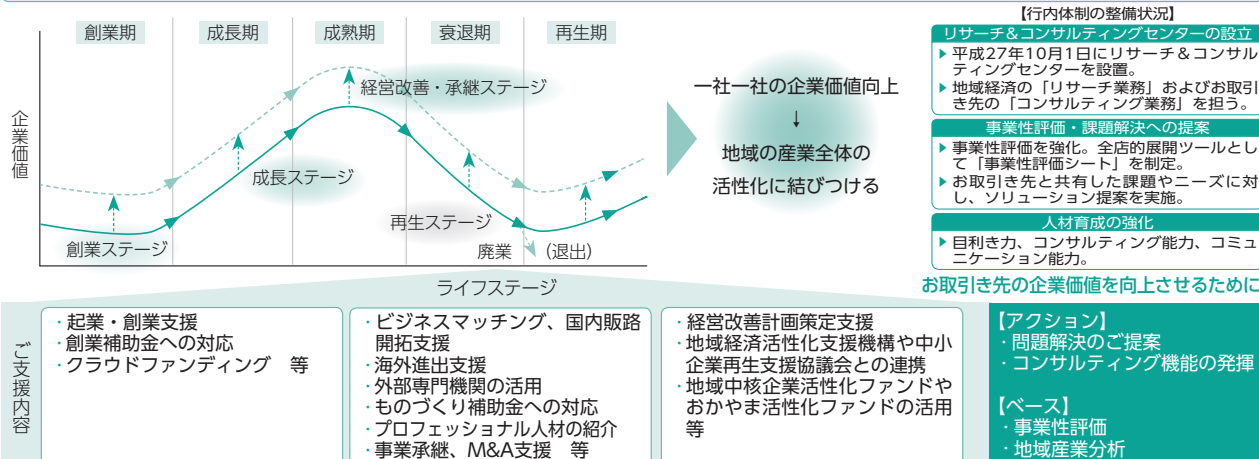 創業期
成長期
成熟期
衰退期
再生期
企業価値
経営改善・承継ステージ
成長ステージ
再生ステージ
創業ステージ
廃業 (退出)
ライフステージ
一社一社の企業価値向上
↓
地域の産業全体の
活性化に結びつける
【行内体制の整備状況】
リサーチ&コンサルティングセンターの設立
平成27年10月1日にリサーチ&コンサル
ティングセンターを設置。
地域経済の「リサーチ業務」およびお取引
き先の「コンサルティング業務」を担う。
事業性評価・課題解決への提案
事業性評価を強化。全店的展開ツールとし
て「事業性評価シート」を制定。
お取引き先と共有した課題やニーズに対
し、ソリューション提案を実施。
人材育成の強化
目利き力、コンサルティング能力、コミュ
ニケーション能力。
お取引き先の企業価値を向上させるために
ご支援内容
・起業・創業支援
・創業補助金への対応
・クラウドファンディング 等
・ビジネスマッチング、国内販路
開拓支援
・海外進出支援
・外部専門機関の活用
・ものづくり補助金への対応
・プロフェッショナル人材の紹介
・事業承継、M&A支援 等
・経営改善計画策定支援
・地域経済活性化支援機構や中小
企業再生支援協議会との連携
・地域中核企業活性化ファンドや
おかやま活性化ファンドの活用
等
【アクション】
・問題解決のご提案
・コンサルティング機能の発揮
【ベース】
・事業性評価
・地域産業分析